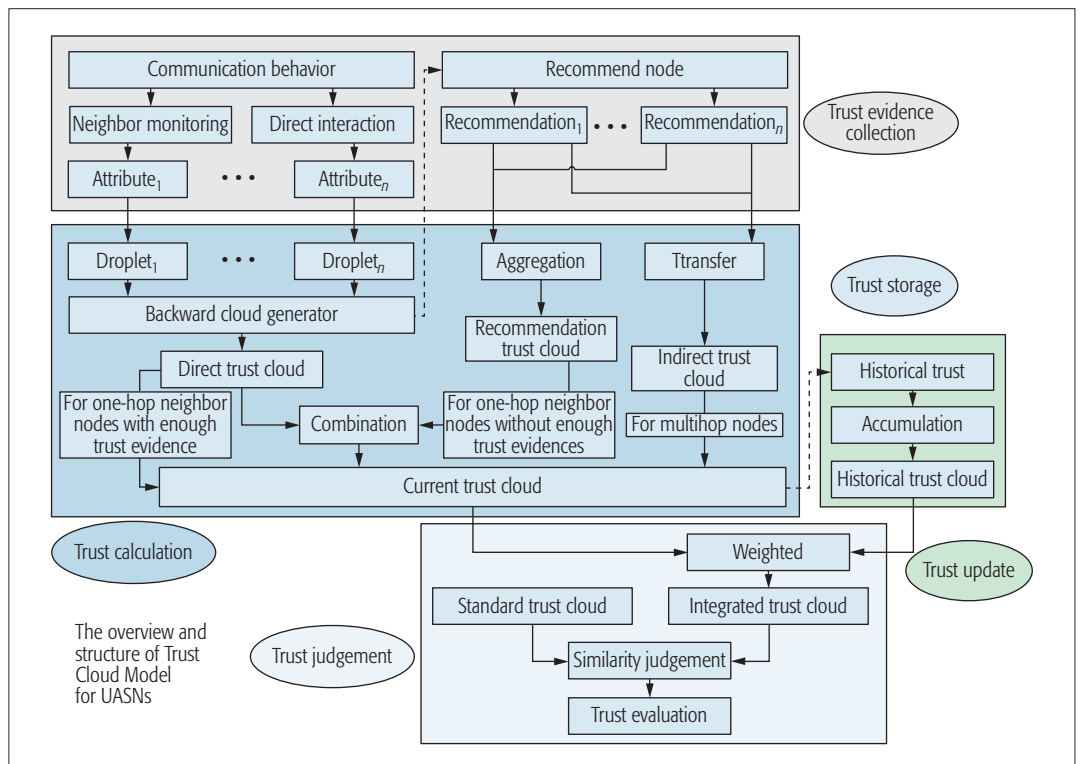 Communication behavior
Recommend node
Neighbor monitoring
Direct interaction
Recommendation1
• • •
Recommendationn
Trust evidence
collection
Attribute1
• • •
Attributen
Droplet1
• • •
Dropletn
Aggregation
Ttransfer
Trust storage
Backward cloud generator
Recommendation
trust cloud
Direct trust cloud
Indirect trust
cloud
Historical trust
For one-hop neighbor
nodes with enough
trust evidence
Combination
For one-hop neighbor
nodes without enough
trust evidences
For multihop nodes
Accumulation
Current trust cloud
Historical trust cloud
Trust calculation
Weighted
Trust update
Standard trust cloud
Integrated trust cloud
The overview and
structure of Trust
Cloud Model
for UASNs
Trust judgement
Similarity judgement
Trust evaluation